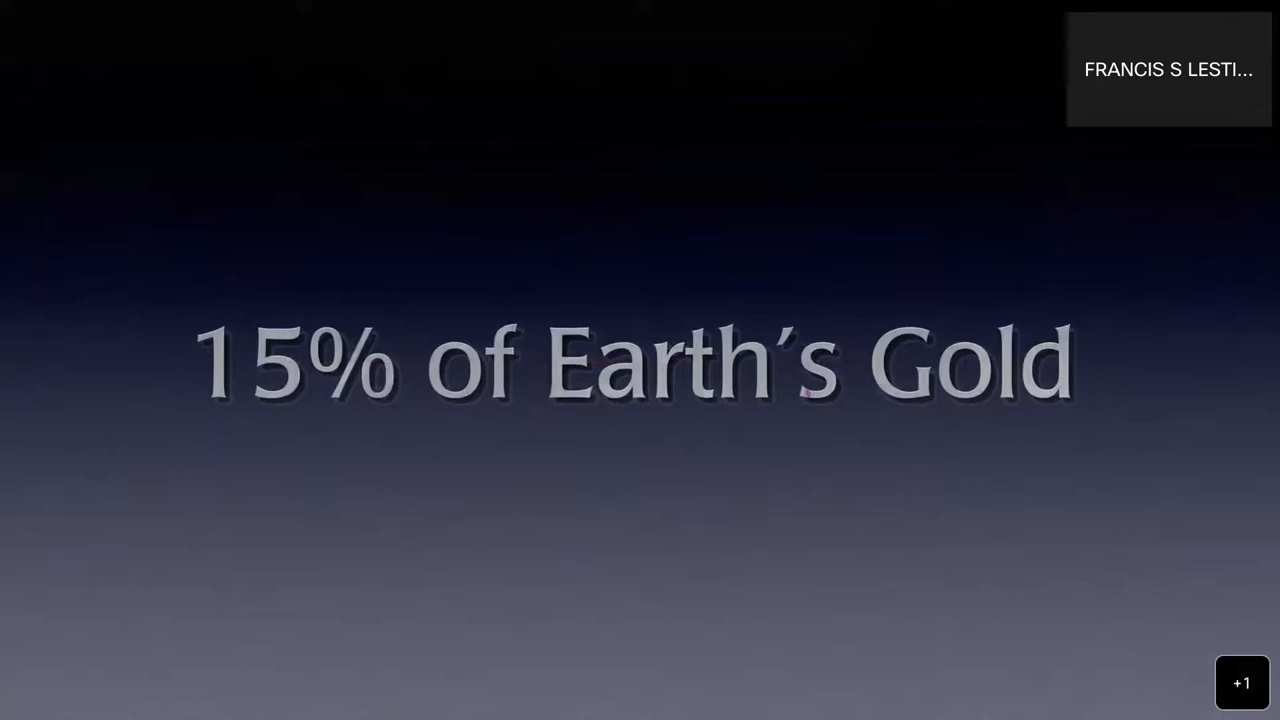 FRANCIS S LESTI...
15% of Earth’s Gold
+1